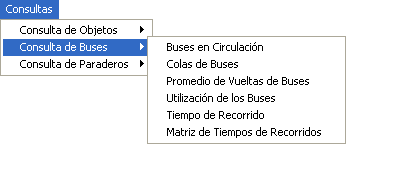 Consultas
Consulta de Objetos
Consulta de Buses
Consulta de Paraderos
Buses en Circulación
Colas de Buses
Promedio de Vueltas de Buses
Utilización de los Buses
Tiempo de Recorrido
Matriz de Tiempos de Recorridos